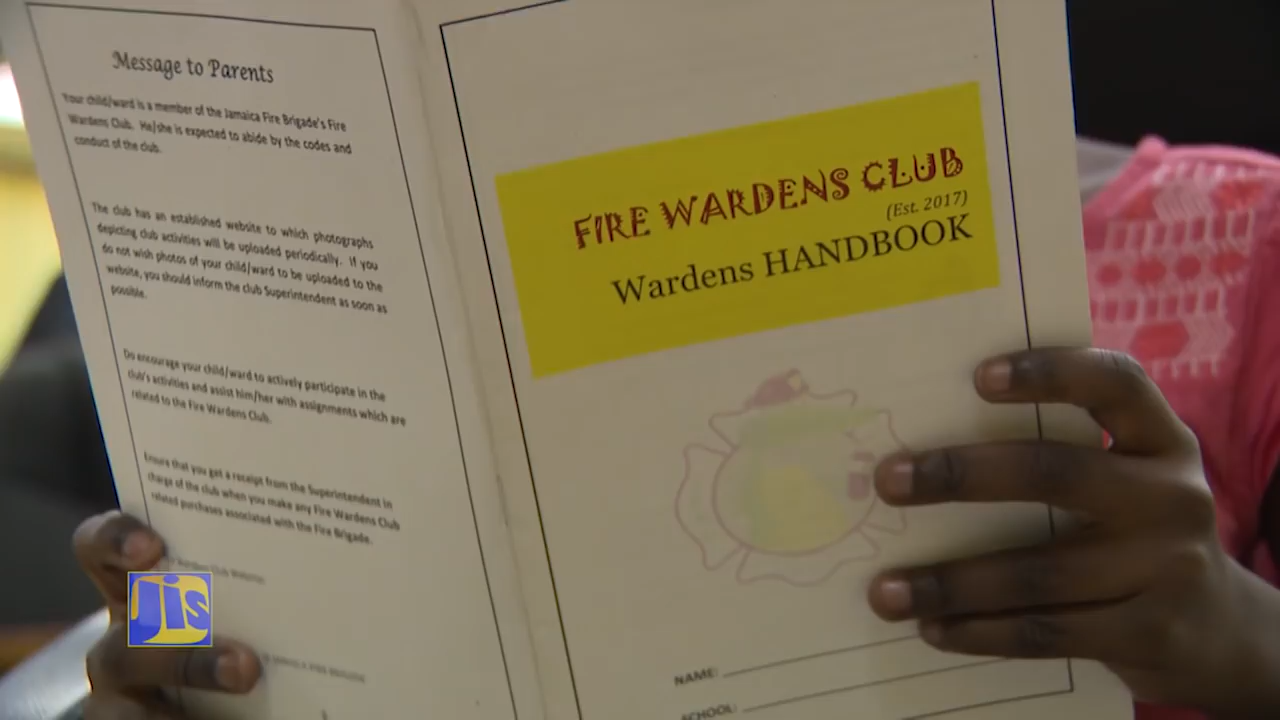 Message to Parents
Your child/ward is a member of the Jamaica Fire Brigade's Fire
Wardens Club. He/she is expected to abide by the codes and
conduct of the club.
The club has an established website to which photographs
depicting club activities will be uploaded periodically. If you
do not wish photos of your child/ward to be uploaded to the
website, you should inform the club Superintendent as soon as
possible.
Do encourage your child/ward to actively participate in the
club's activities and assist him/her with assignments which are
related to the Fire Wardens Club.
Ensure that you get a receipt from the Superintendent in
charge of the club when you make any Fire Wardens Club
related purchases associated with the Fire Brigade.
FIRE WARDENS CLUB
(Est. 2017)
Wardens HANDBOOK
NAME:
SCHOOL:
JIS